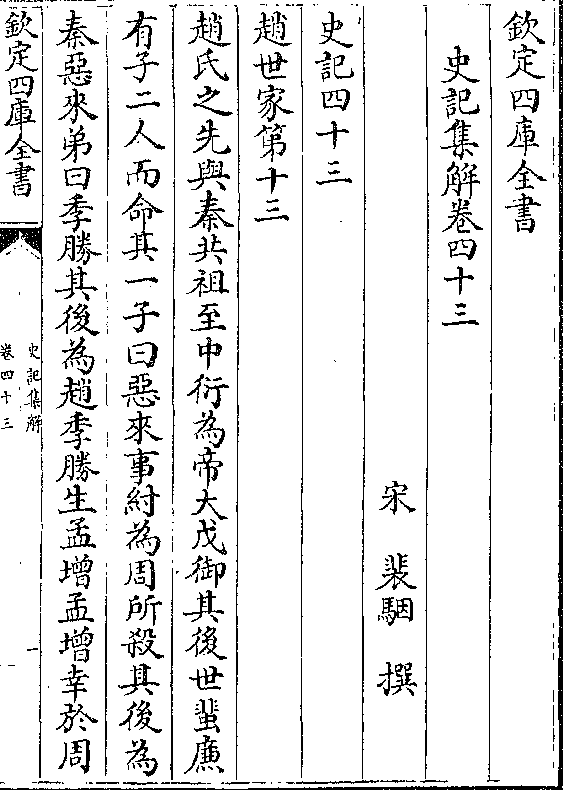 欽定四庫全書
史記集解卷四十三
宋 裴駰 撰
史記四十三
趙世家第十三
趙氏之先與秦共祖至中衍為帝大戊御其後世蜚廉
有子二人而命其一子曰惡來事紂為周所殺其後為
秦惡來弟曰季勝其後為趙季勝生孟增孟增幸於周
欽定四庫全書
史記集解
卷四十三
一